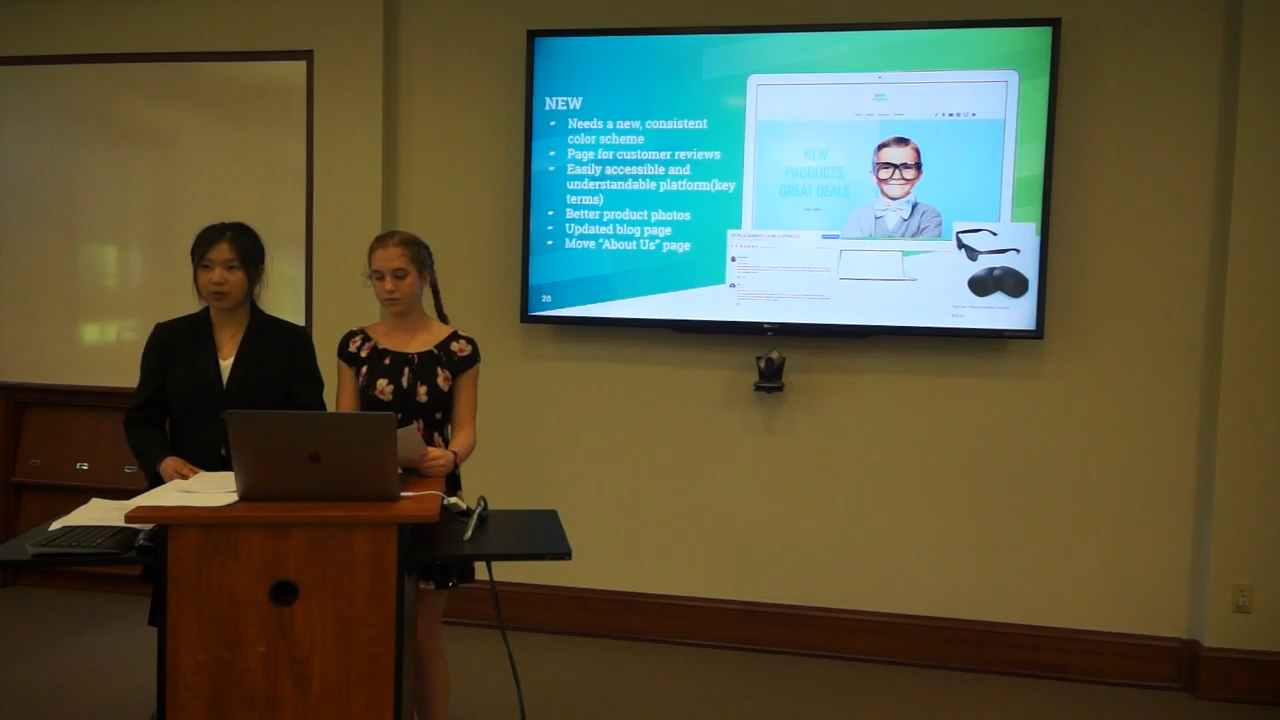 NEW
- Needs a new, consistent
color scheme
- Page for customer reviews
- Easily accessible and
understandable platform(key
terms)
- Better product photos
- Updated blog page
- Move "About Us" page
20
NEW
PRODUCTS,
GREAT DEALS